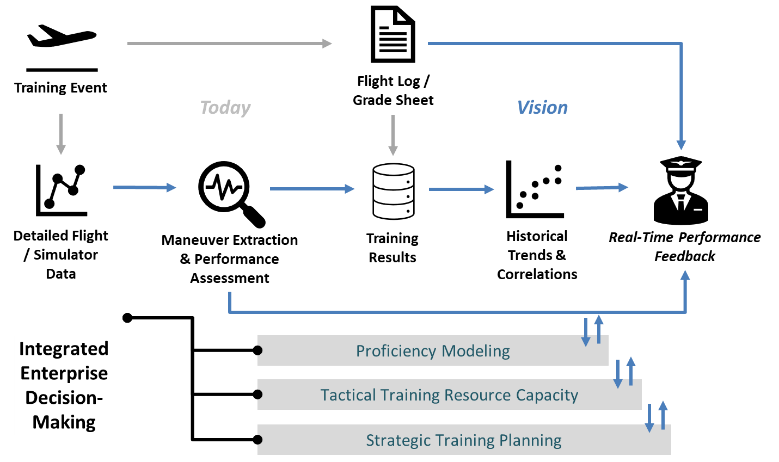 Training Event
Flight Log /
Grade Sheet
Today
Vision
Detailed Flight
/ Simulator
Data
Maneuver Extraction
& Performance
Assessment
Training
Results
Historical
Trends &
Correlations
Real-Time Performance
Feedback
Integrated
Enterprise
Decision-
Making
Proficiency Modeling
Tactical Training Resource Capacity
Strategic Training Planning